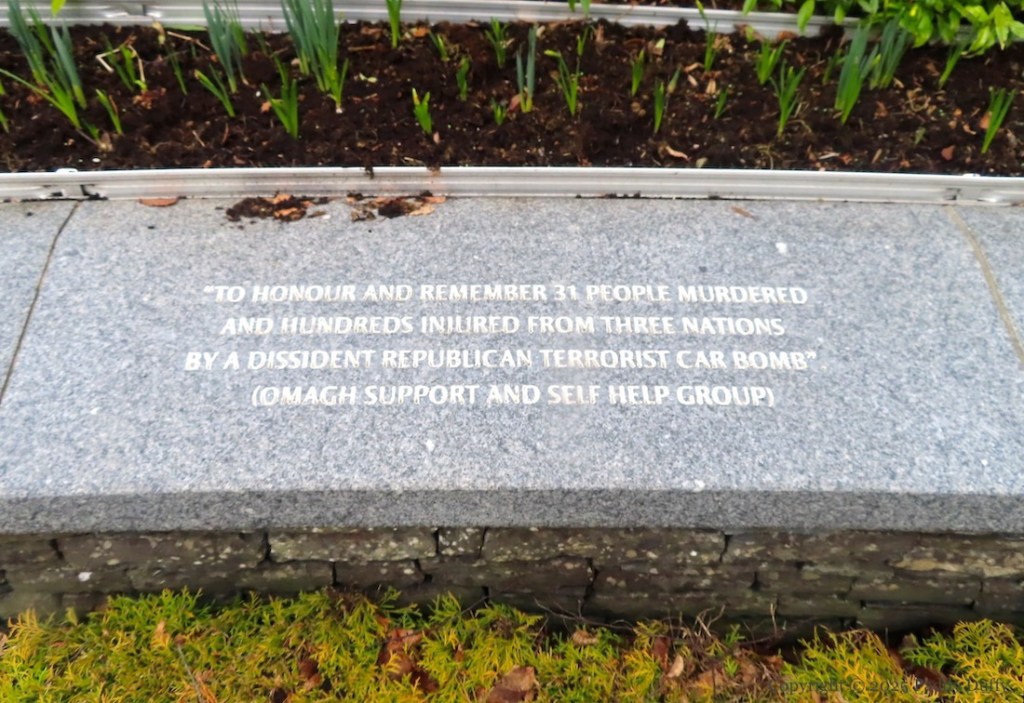 "TO HONOUR AND REMEMBER 31 PEOPLE MURDERED
AND HUNDREDS INJURED FROM THREE NATIONS
BY A DISSIDENT REPUBLICAN TERRORIST CAR BOMB"
(OMAGH SUPPORT AND SELF HELP GROUP)
Copyright ©